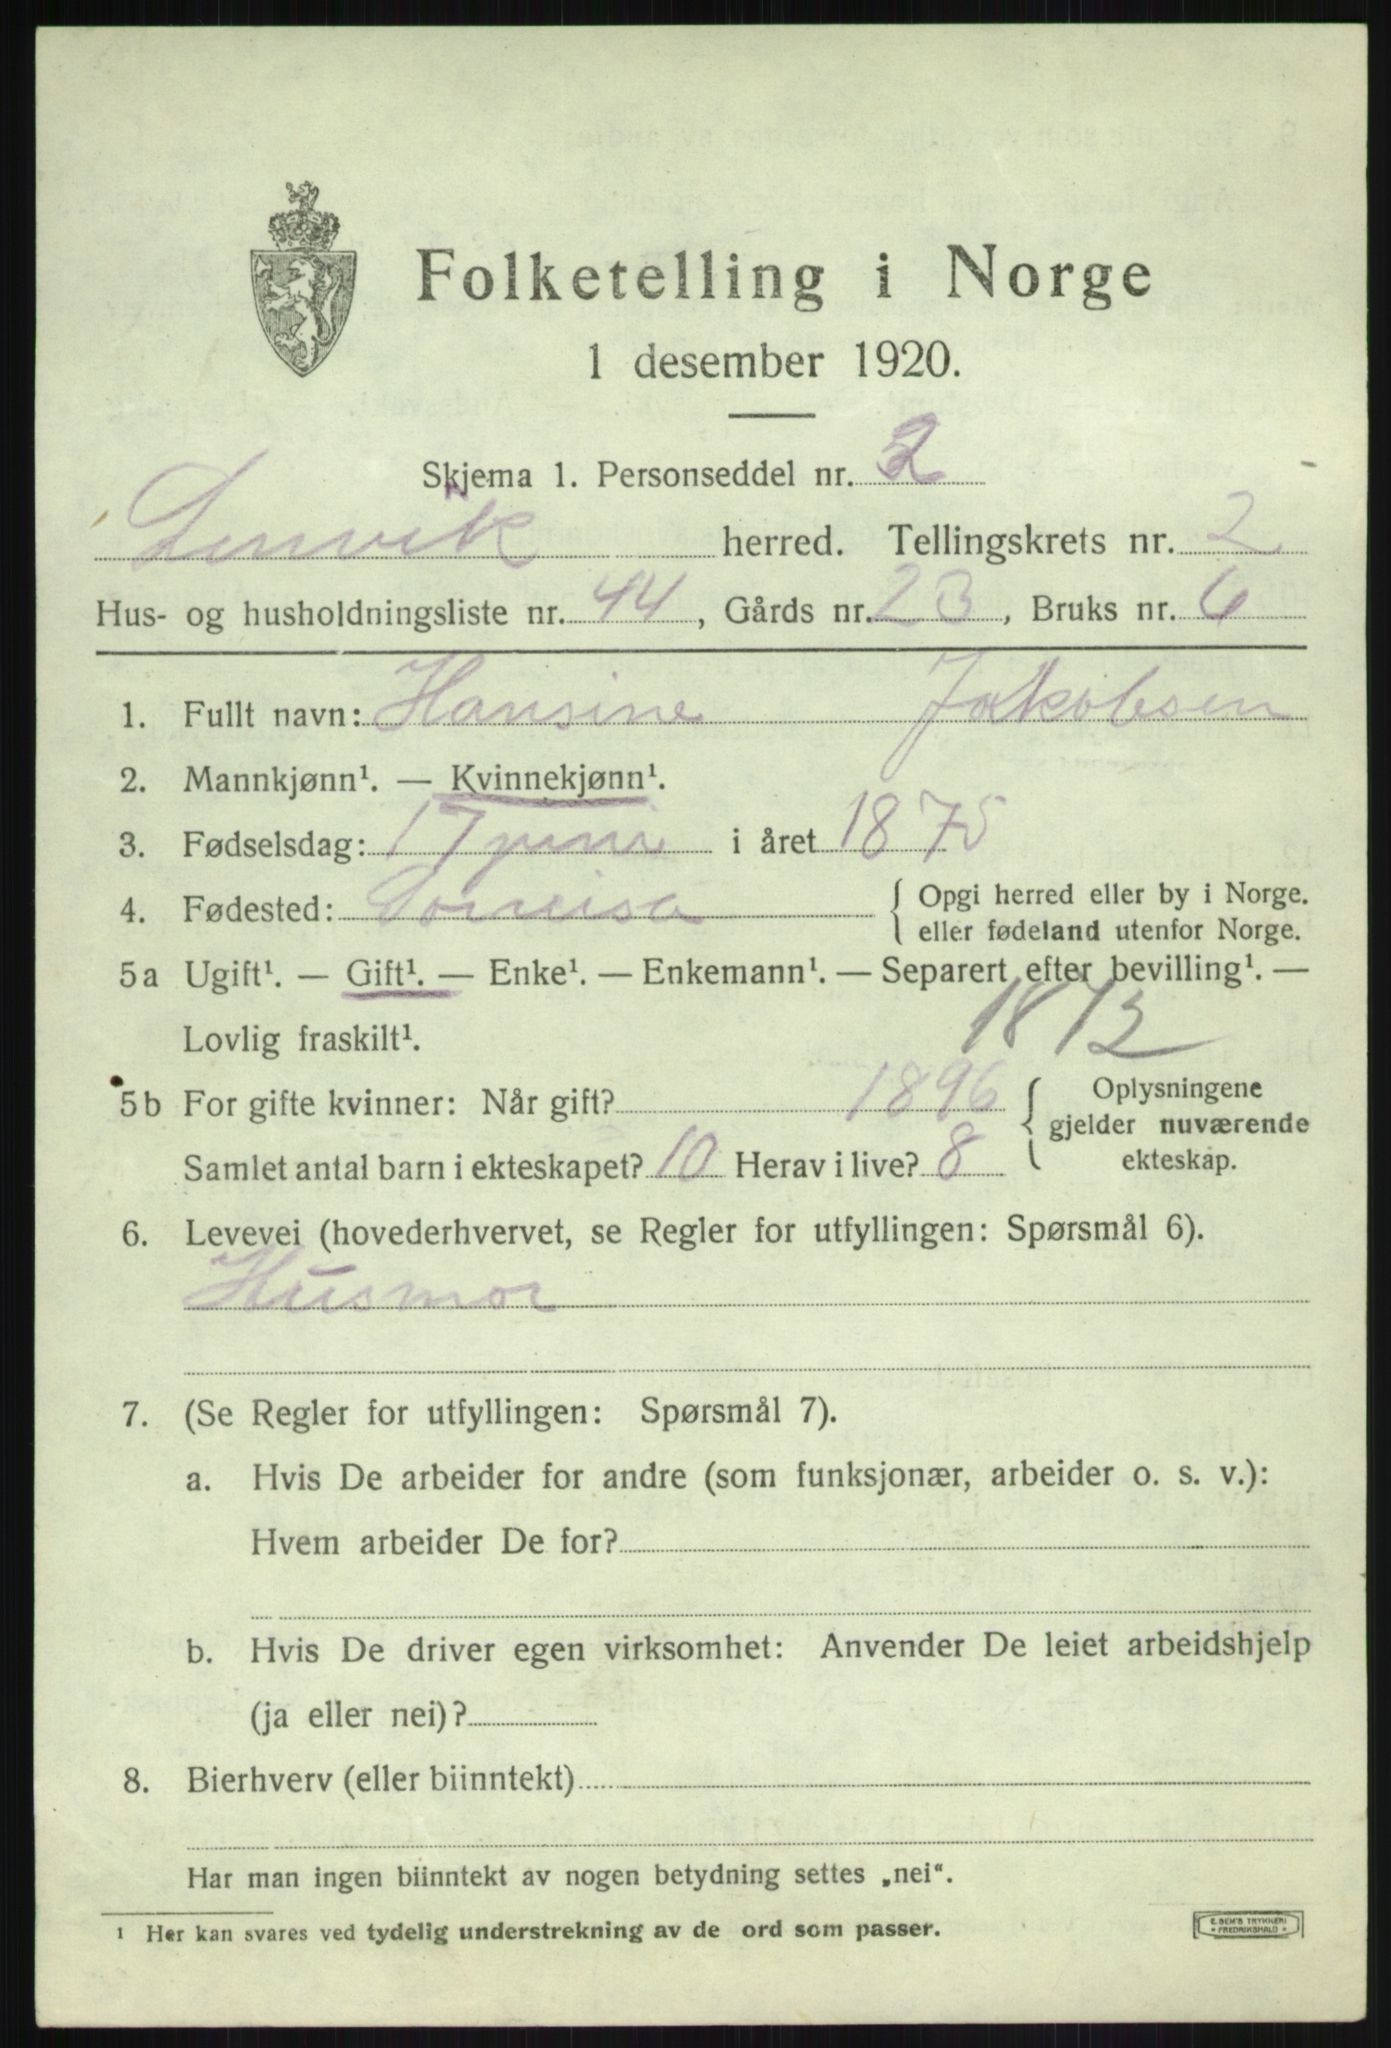 Folketelling i Norge
1 desember 1920.
Skjema 1. Personseddel nr. 2
Lenvik herred. Tellingskrets nr. 2
Hus- og husholdningsliste nr. 44, Gårds nr. 23, Bruks nr. 6
1. Fullt navn: Hansine Jakobsen
2. Mannkjønn¹. — Kvinnekjønn¹.
3. Fødselsdag: 17 juni i året 1875
4. Fødested: { Opgi herred eller by i Norge.
eller fødeland utenfor Norge.
5a Ugift¹. — Gift¹. — Enke¹. — Enkemann¹. — Separert efter bevilling¹. —
Lovlig fraskilt¹.
5b For gifte kvinner: Når gift? 1896 { Oplysningene
gjelder nuværende
ekteskap.
Samlet antal barn i ekteskapet? 10 Herav i live? 8
6. Levevei (hovederhvervet, se Regler for utfyllingen: Spørsmål 6).
Husmor
7. (Se Regler for utfyllingen: Spørsmål 7).
a. Hvis De arbeider for andre (som funksjonær, arbeider o. s. v.):
Hvem arbeider De for?
b. Hvis De driver egen virksomhet: Anvender De leiet arbeidshjelp
(ja eller nei)?
8. Bierhverv (eller biinntekt)
Har man ingen biinntekt av nogen betydning settes „nei“.
¹ Her kan svares ved tydelig understrekning av de ord som passer.
E. SEM'S TRYKKERI
* FREDRIKSHALD *